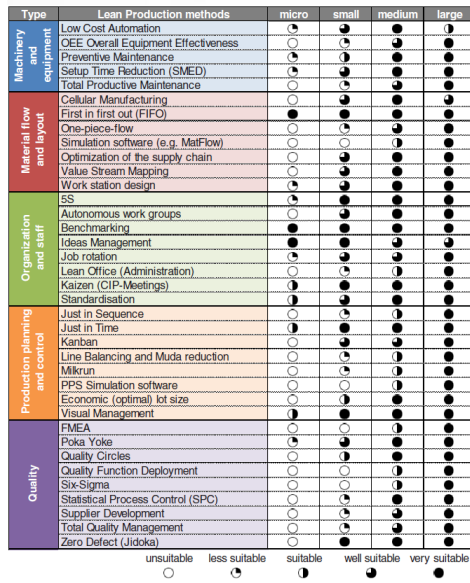 Type Lean Production methods micro small medium large
Machinery and equipment
Low Cost Automation
OEE Overall Equipment Effectiveness
Preventive Maintenance
Setup Time Reduction (SMED)
Total Productive Maintenance
Material flow and layout
Cellular Manufacturing
First in first out (FIFO)
One-piece-flow
Simulation software (e.g. MatFlow)
Optimization of the supply chain
Value Stream Mapping
Work station design
Organization and staff
5S
Autonomous work groups
Benchmarking
Ideas Management
Job rotation
Lean Office (Administration)
Kaizen (CIP-Meetings)
Standardisation
Production planning and control
Just in Sequence
Just in Time
Kanban
Line Balancing and Muda reduction
Milkrun
PPS Simulation software
Economic (optimal) lot size
Visual Management
Quality
FMEA
Poka Yoke
Quality Circles
Quality Function Deployment
Six-Sigma
Statistical Process Control (SPC)
Supplier Development
Total Quality Management
Zero Defect (Jidoka)
unsuitable less suitable suitable well suitable very suitable